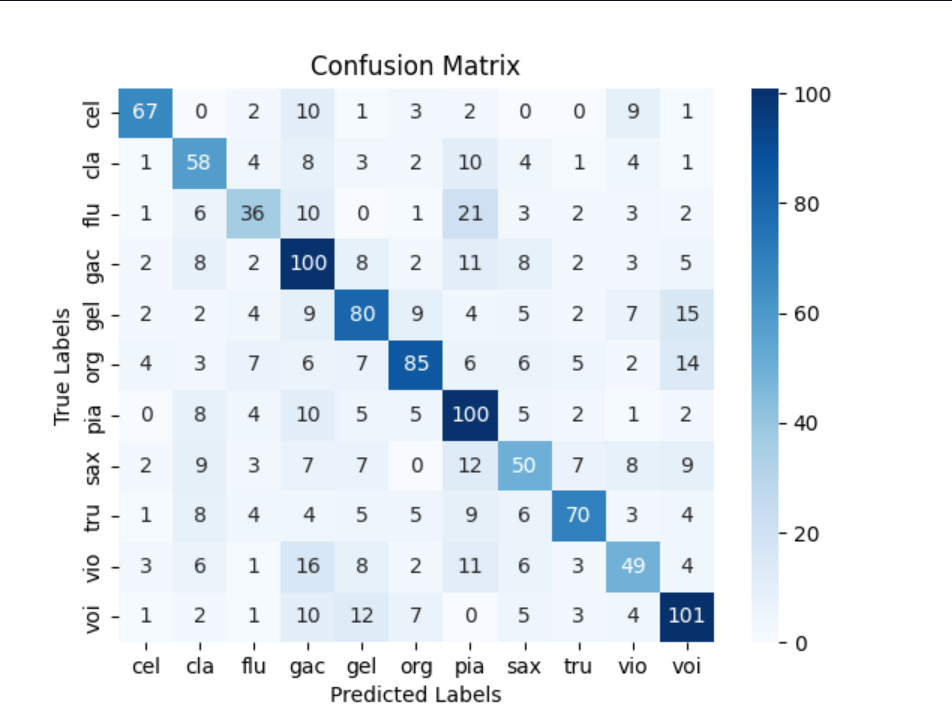 Confusion Matrix
cel 67 0 2 10 1 3 2 0 0 9 1
cla 1 58 4 8 3 2 10 4 1 4 1
flu 1 6 36 10 0 1 21 3 2 3 2
gac 2 8 2 100 8 2 11 8 2 3 5
gel 2 2 4 9 80 9 4 5 2 7 15
org 4 3 7 6 7 85 6 6 5 2 14
pia 0 8 4 10 5 5 100 5 2 1 2
sax 2 9 3 7 7 0 12 50 7 8 9
tru 1 8 4 4 5 5 9 6 70 3 4
vio 3 6 1 16 8 2 11 6 3 49 4
voi 1 2 1 10 12 7 0 5 3 4 101
cel cla flu gac gel org pia sax tru vio voi
Predicted Labels
True Labels
100
80
60
40
20
0